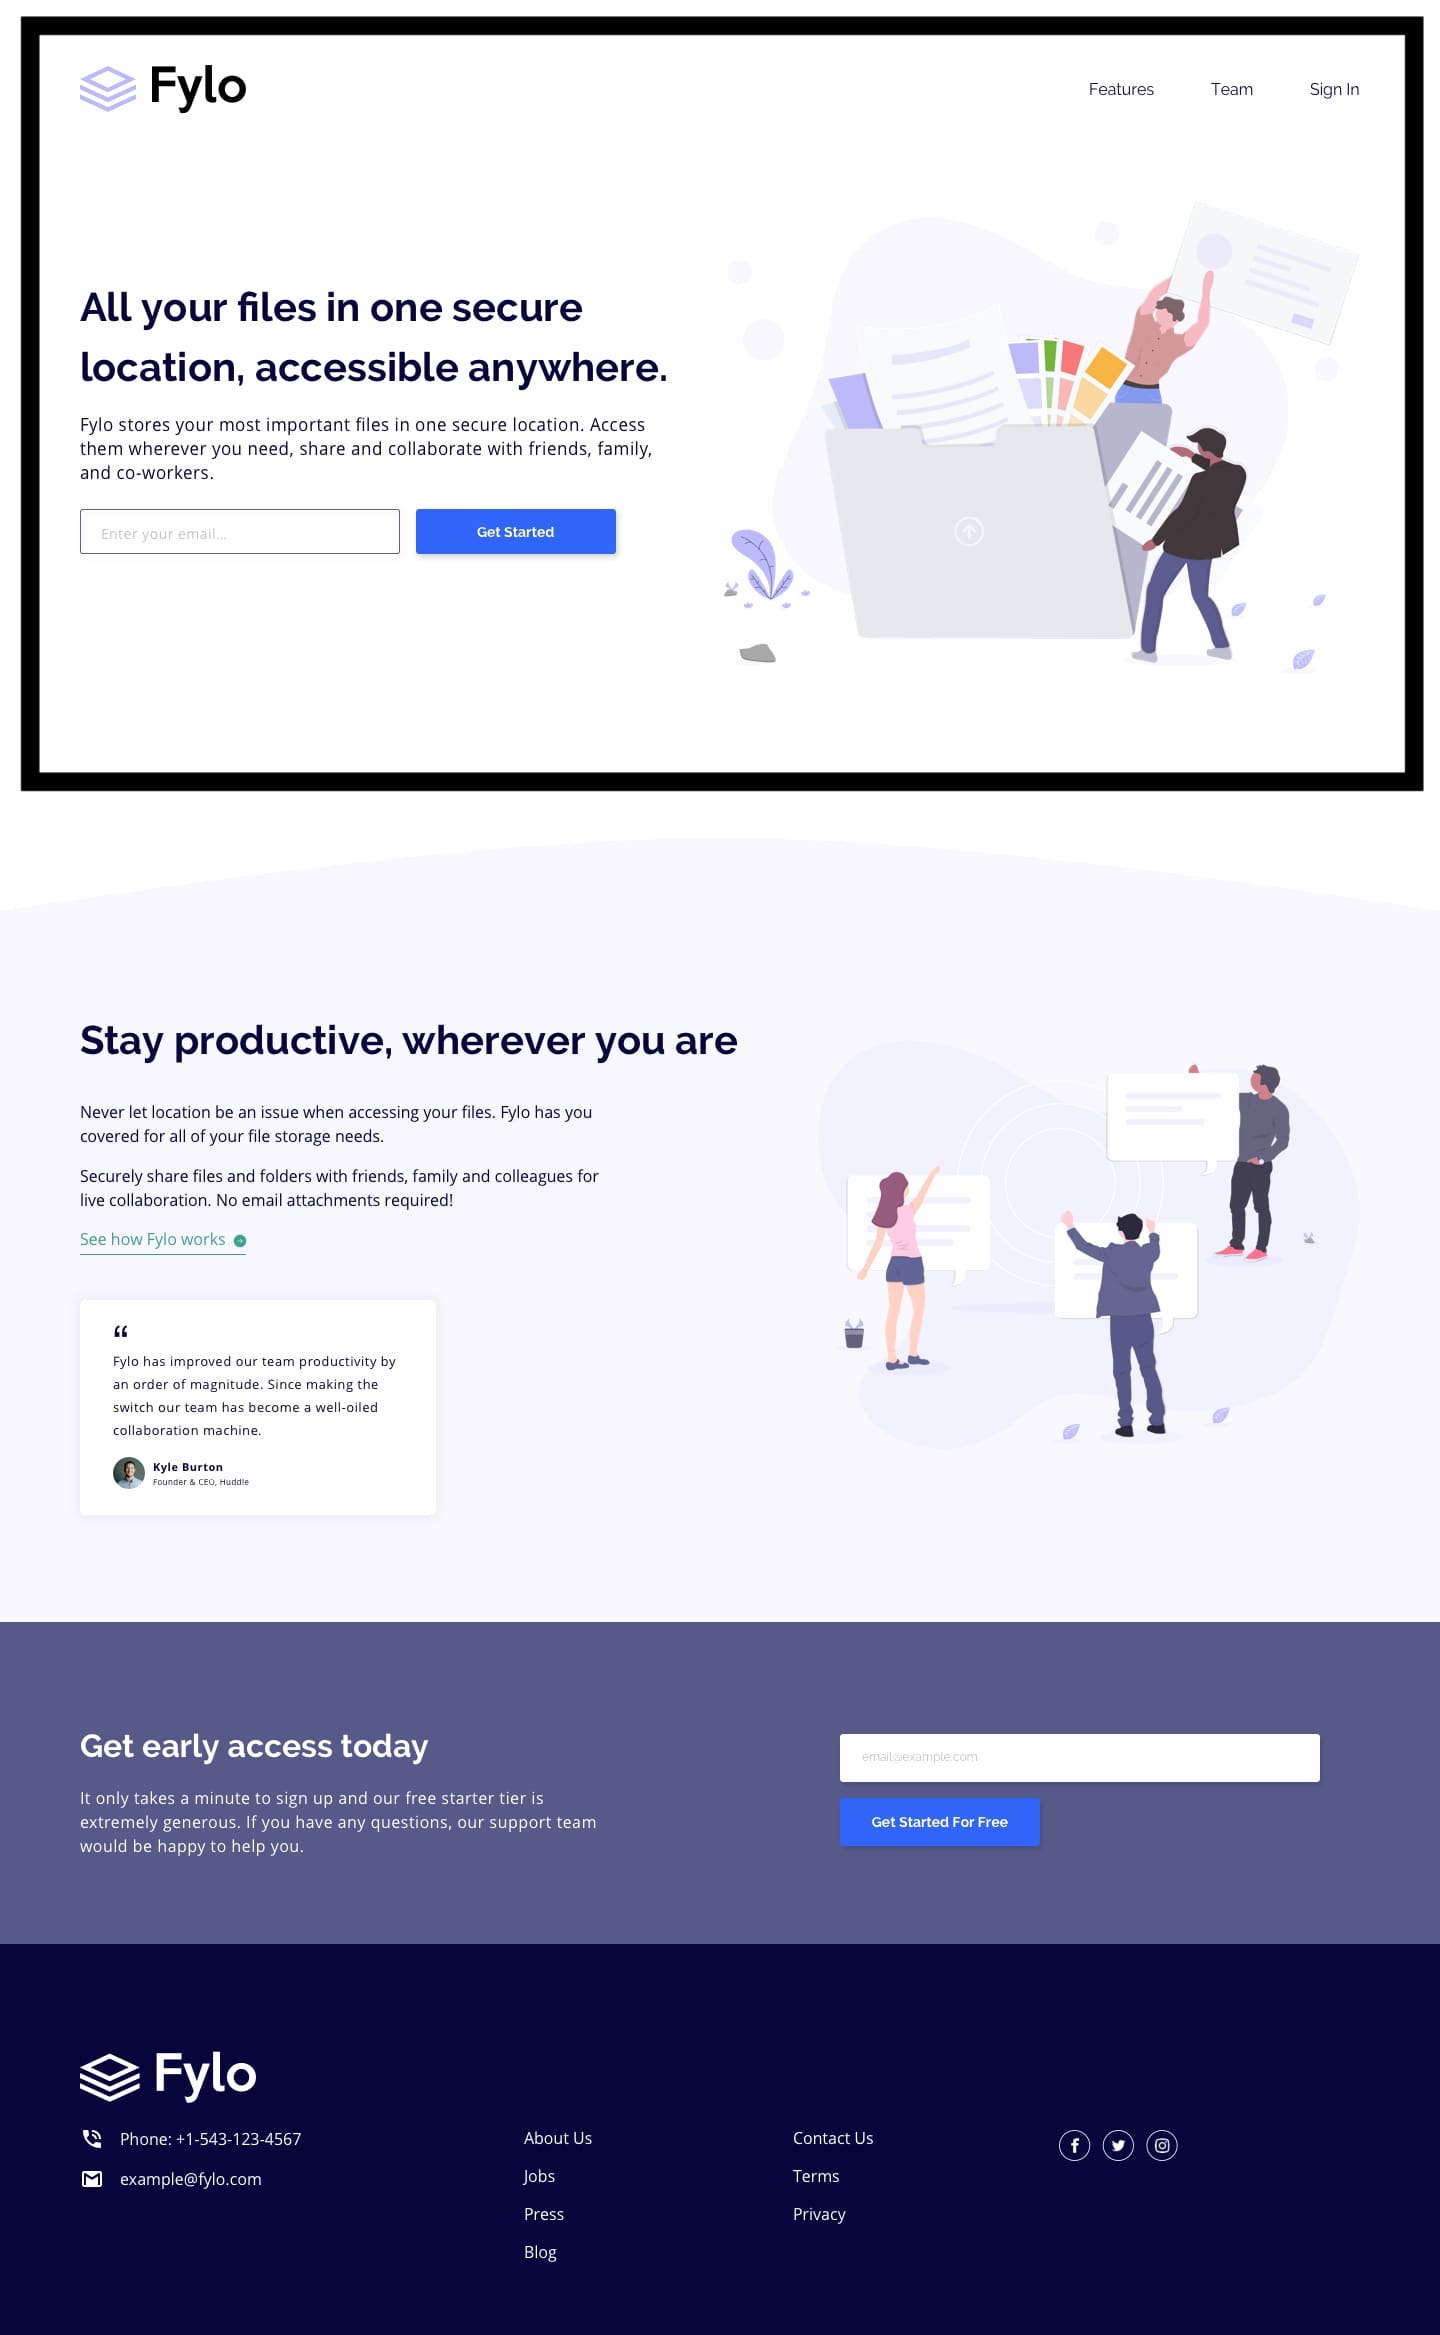 Fylo
Features
Team
Sign In
All your files in one secure
location, accessible anywhere.
Fylo stores your most important files in one secure location. Access
them wherever you need, share and collaborate with friends, family,
and co-workers.
Enter your email...
Get Started
Stay productive, wherever you are
Never let location be an issue when accessing your files. Fylo has you
covered for all of your file storage needs.
Securely share files and folders with friends, family and colleagues for
live collaboration. No email attachments required!
See how Fylo works
“
Fylo has improved our team productivity by
an order of magnitude. Since making the
switch our team has become a well-oiled
collaboration machine.
Kyle Burton
Founder & CEO, Huddle
Get early access today
It only takes a minute to sign up and our free starter tier is
extremely generous. If you have any questions, our support team
would be happy to help you.
email@example.com
Get Started For Free
Fylo
Phone: +1-543-123-4567
example@fylo.com
About Us
Jobs
Press
Blog
Contact Us
Terms
Privacy